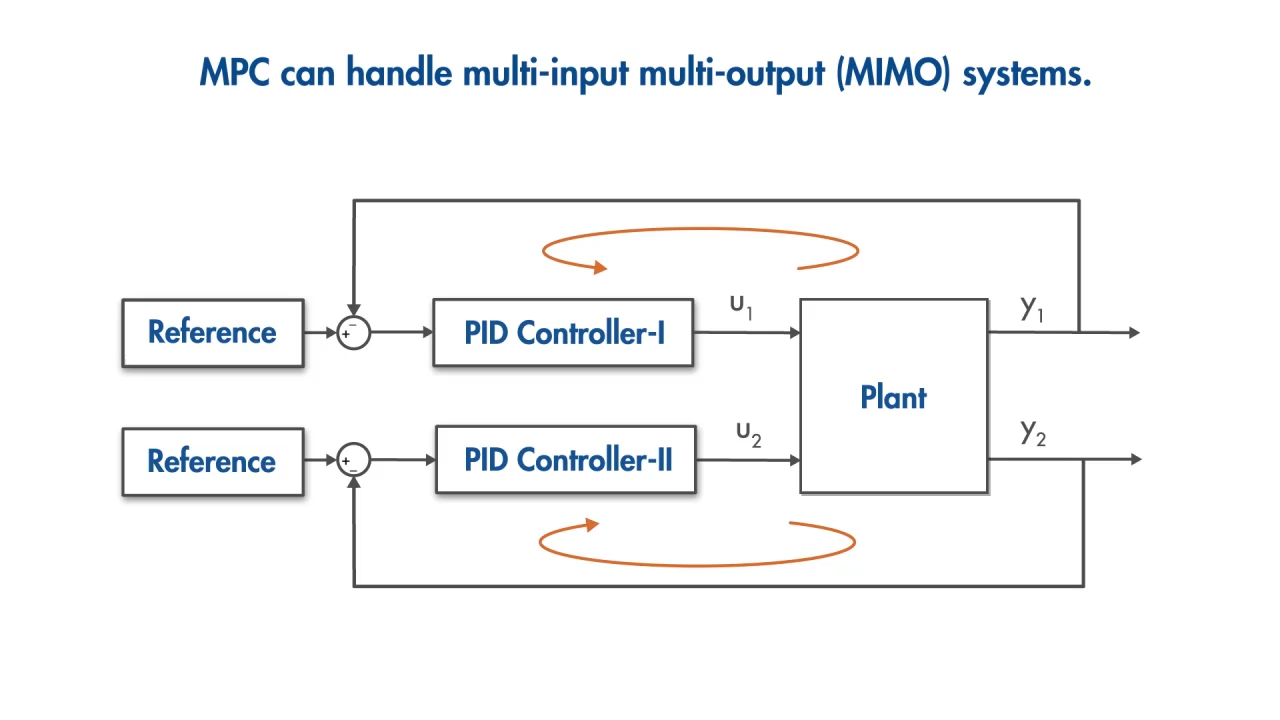 MPC can handle multi-input multi-output (MIMO) systems.
Reference
+ −
PID Controller-I
u1
y1
Plant
Reference
+ −
PID Controller-II
u2
y2